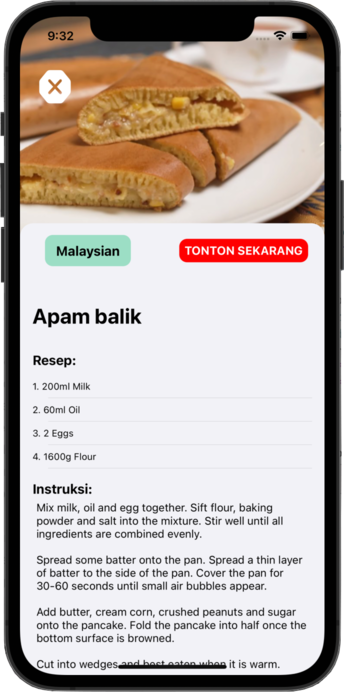 9:32
Malaysian
TONTON SEKARANG
Apam balik
Resep:
1. 200ml Milk
2. 60ml Oil
3. 2 Eggs
4. 1600g Flour
Instruksi:
Mix milk, oil and egg together. Sift flour, baking
powder and salt into the mixture. Stir well until all
ingredients are combined evenly.
Spread some batter onto the pan. Spread a thin layer
of batter to the side of the pan. Cover the pan for
30-60 seconds until small air bubbles appear.
Add butter, cream corn, crushed peanuts and sugar
onto the pancake. Fold the pancake into half once the
bottom surface is browned.
Cut into wedges and best eaten when it is warm.